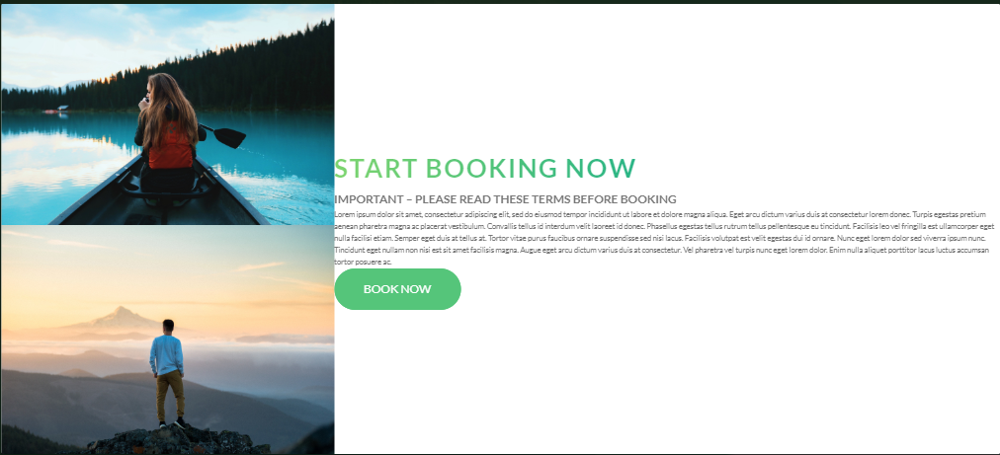 START BOOKING NOW
IMPORTANT – PLEASE READ THESE TERMS BEFORE BOOKING
Lorem ipsum dolor sit amet, consectetur adipiscing elit, sed do eiusmod tempor incididunt ut labore et dolore magna aliqua. Eget arcu dictum varius duis at consectetur lorem donec. Turpis egestas pretium
aenean pharetra magna ac placerat vestibulum. Convallis tellus id interdum velit laoreet id donec. Phasellus egestas tellus rutrum tellus pellentesque eu tincidunt. Facilisis leo vel fringilla est ullamcorper eget
nulla facilisi etiam. Semper eget duis at tellus at. Tortor vitae purus faucibus ornare suspendisse sed nisi lacus. Facilisis volutpat est velit egestas dui id ornare. Nunc eget lorem dolor sed viverra ipsum nunc.
Tincidunt eget nullam non nisi est sit amet facilisis magna. Augue eget arcu dictum varius duis at consectetur. Vel pharetra vel turpis nunc eget lorem dolor. Enim nulla aliquet porttitor lacus luctus accumsan
tortor posuere ac.
BOOK NOW